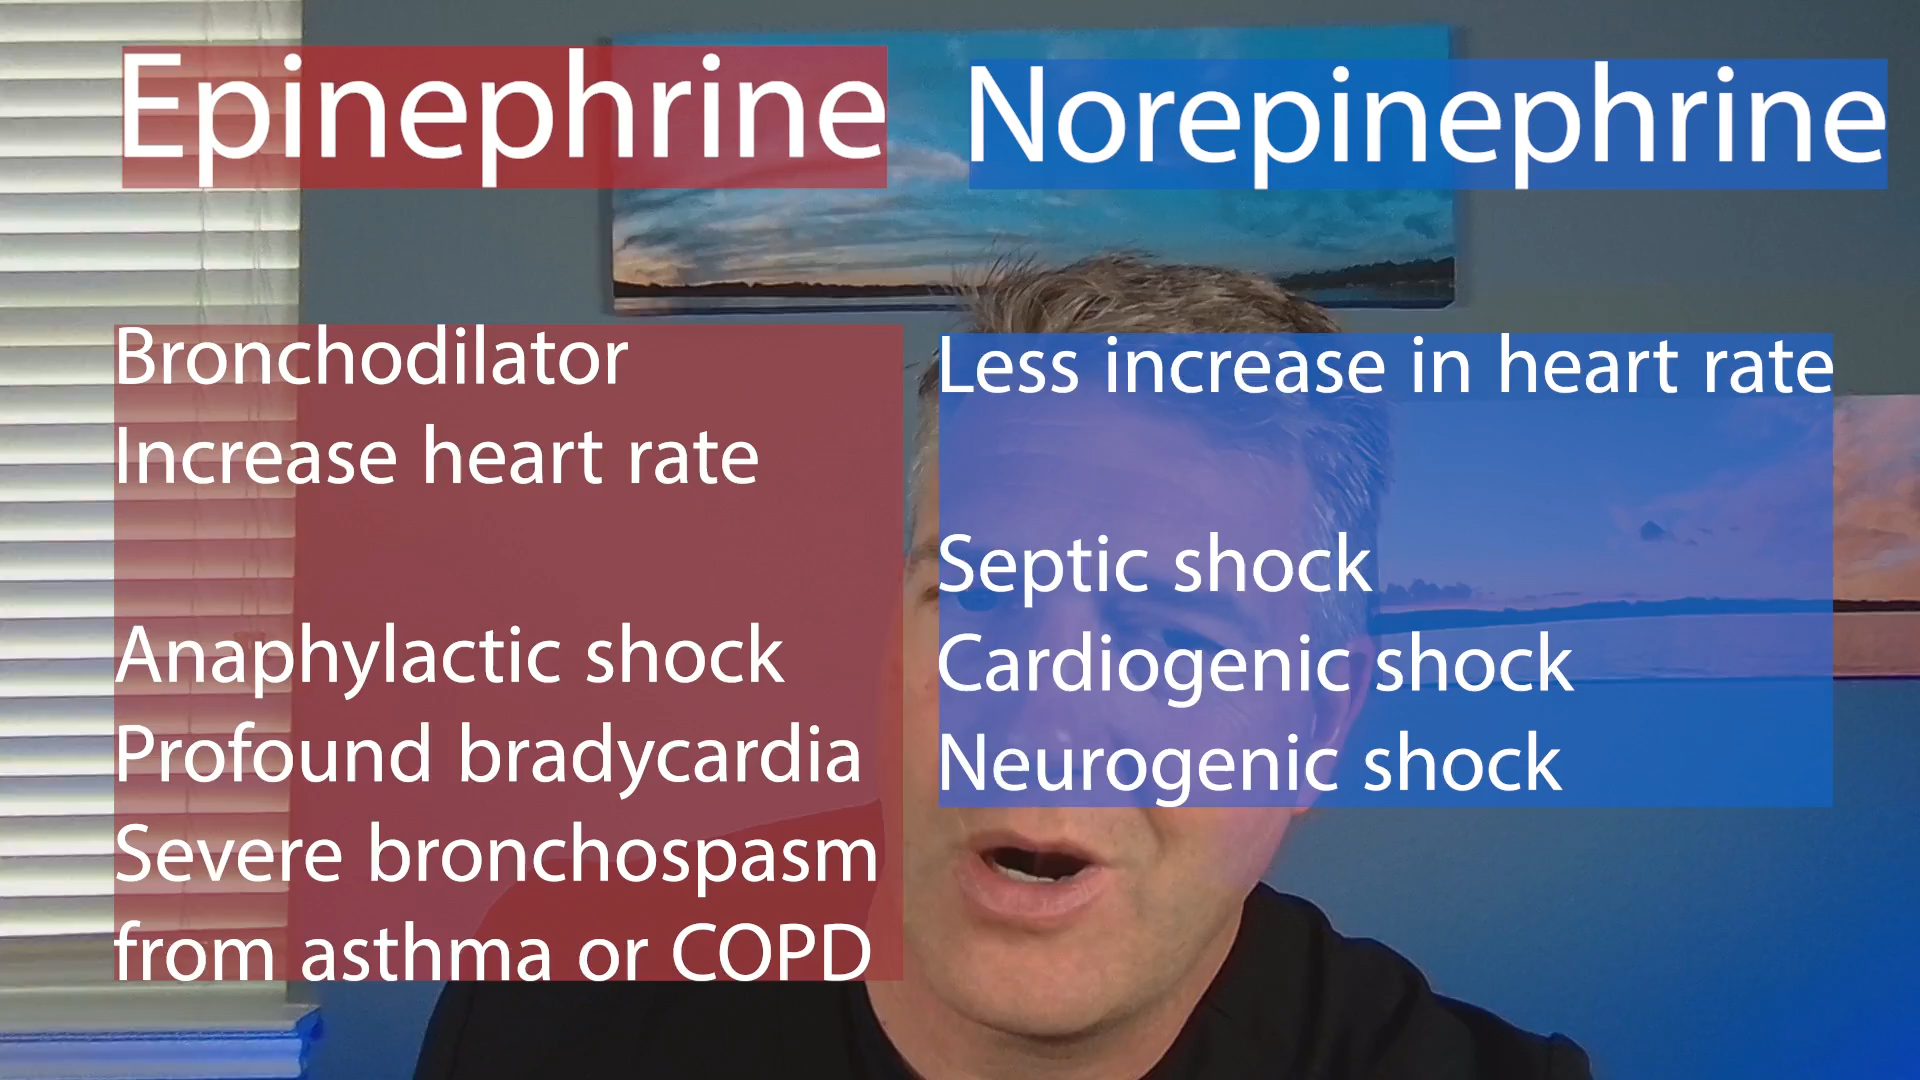 Epinephrine
Norepinephrine
Bronchodilator
Increase heart rate
Anaphylactic shock
Profound bradycardia
Severe bronchospasm
from asthma or COPD
Less increase in heart rate
Septic shock
Cardiogenic shock
Neurogenic shock